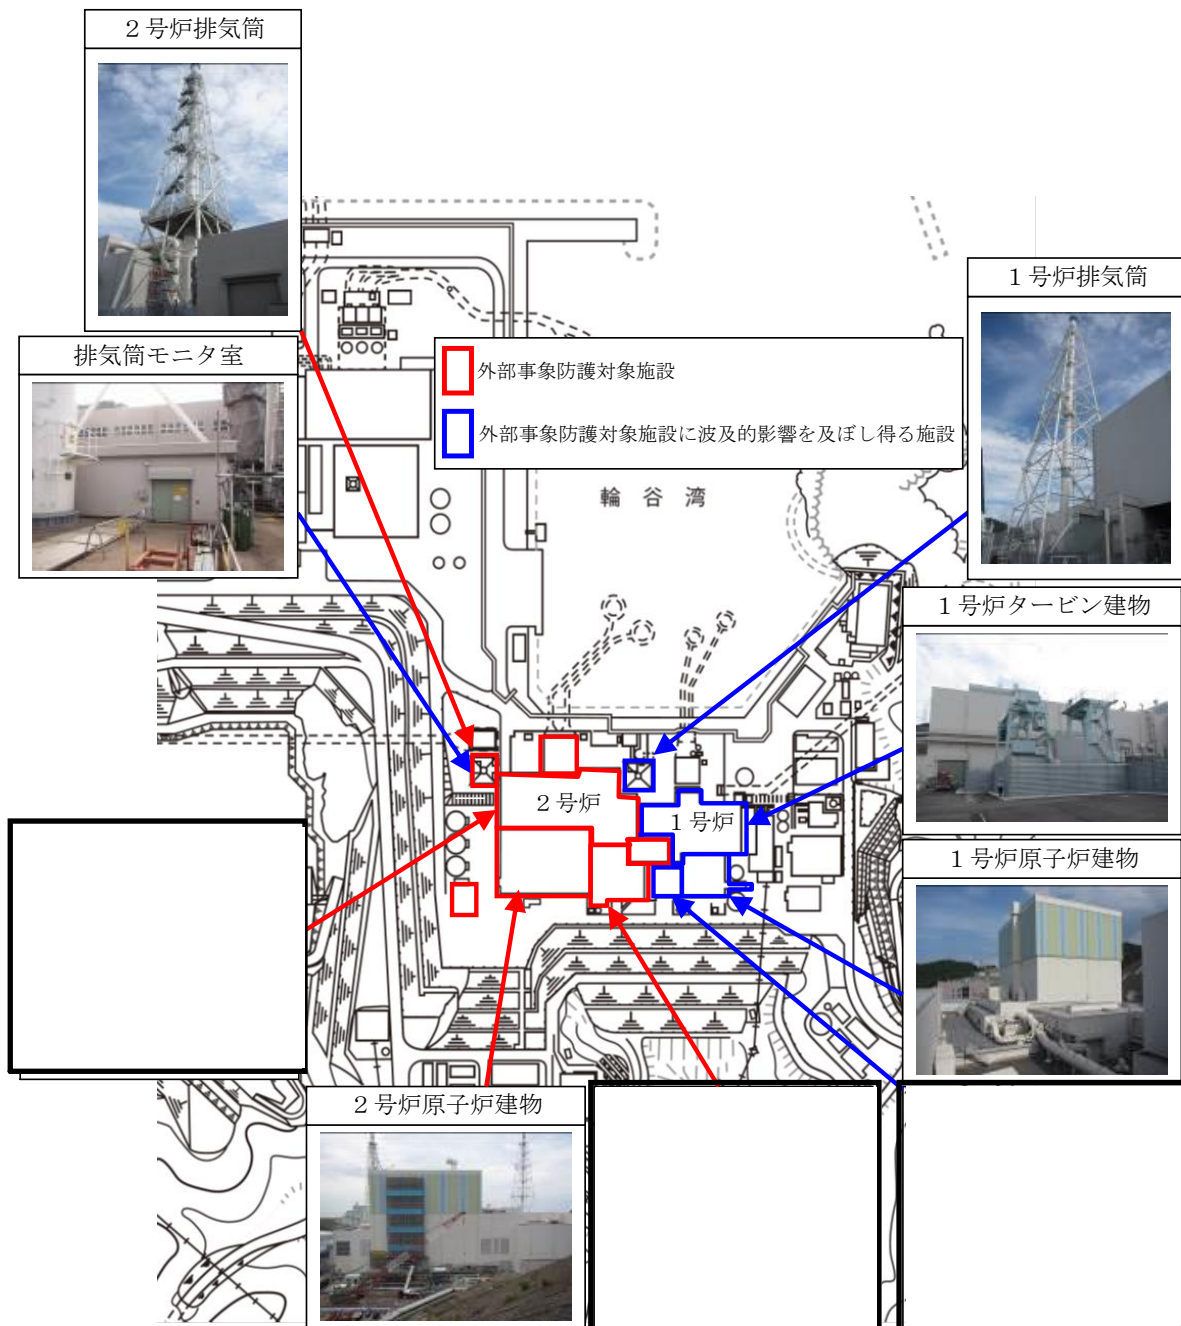 ２号炉排気筒
１号炉排気筒
排気筒モニタ室
外部事象防護対象施設
外部事象防護対象施設に波及的影響を及ぼし得る施設
輪谷湾
１号炉タービン建物
２号炉
１号炉
１号炉原子炉建物
２号炉原子炉建物